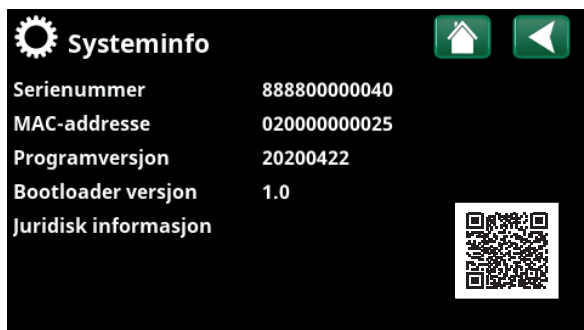 Systeminfo
Serienummer 888800000040
MAC-addresse 020000000025
Programversjon 20200422
Bootloader versjon 1.0
Juridisk informasjon